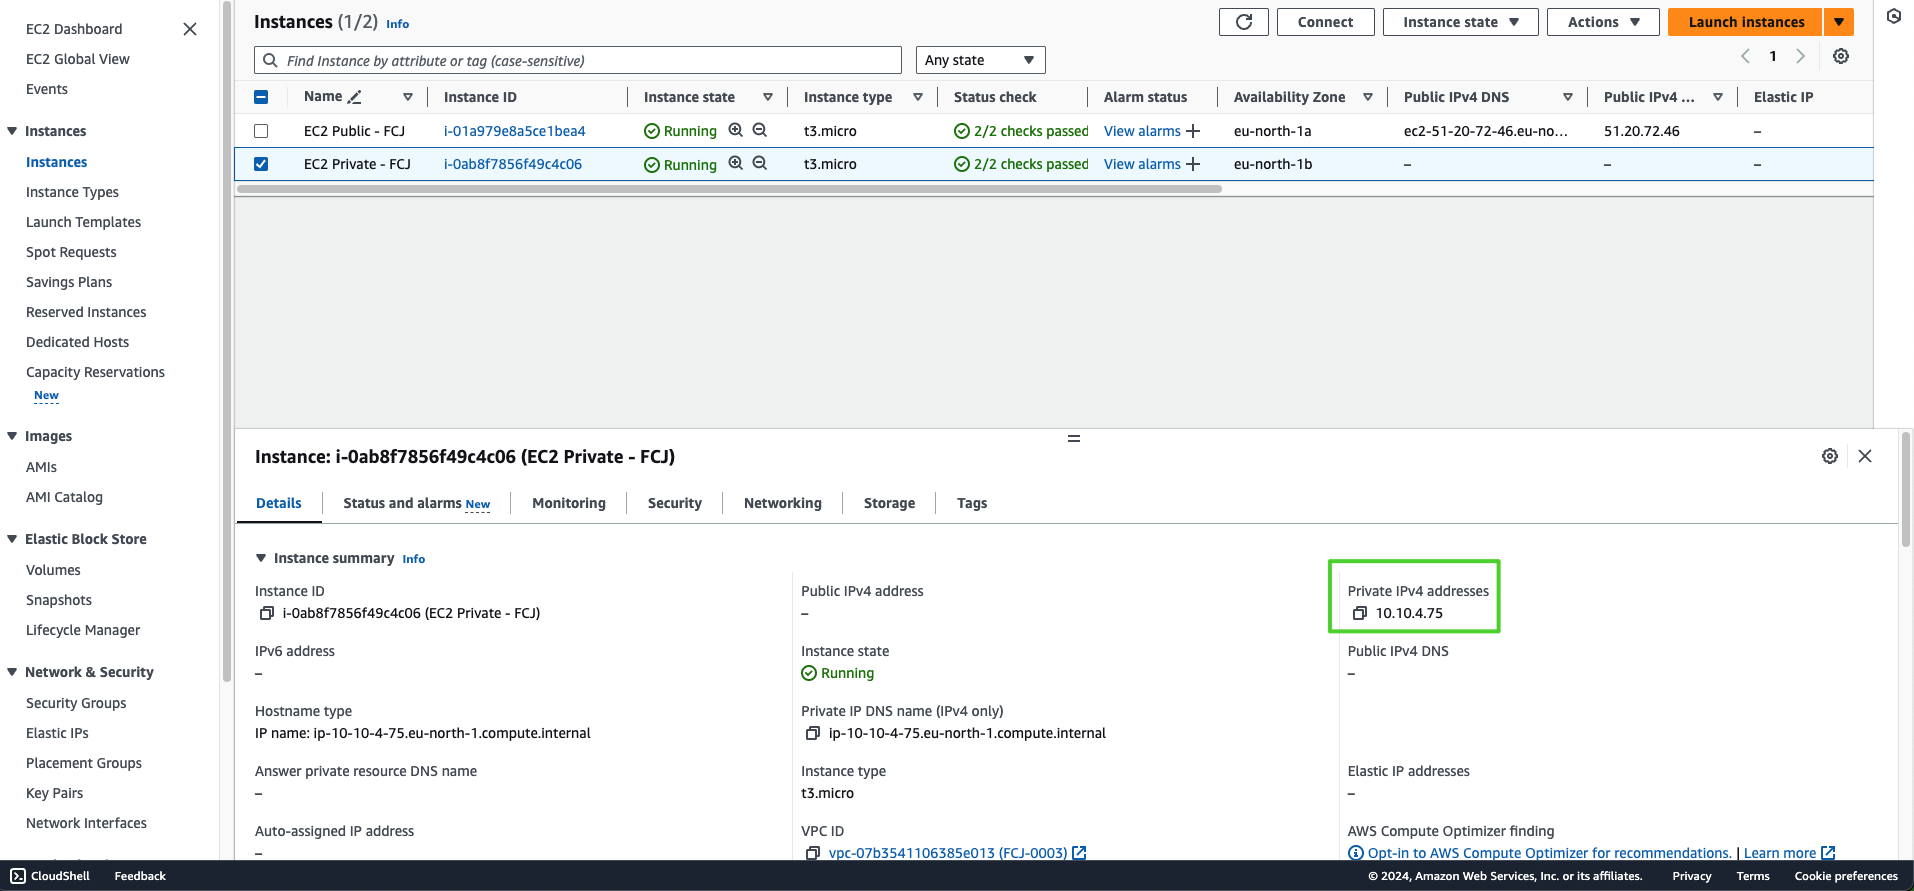 EC2 Dashboard
EC2 Global View
Events
Instances
Instances
Instance Types
Launch Templates
Spot Requests
Savings Plans
Reserved Instances
Dedicated Hosts
Capacity Reservations
New
Images
AMIs
AMI Catalog
Elastic Block Store
Volumes
Snapshots
Lifecycle Manager
Network & Security
Security Groups
Elastic IPs
Placement Groups
Key Pairs
Network Interfaces
Instances (1/2) Info
Connect Instance state Actions Launch instances
Find Instance by attribute or tag (case-sensitive) Any state 1
Name Instance ID Instance state Instance type Status check Alarm status Availability Zone Public IPv4 DNS Public IPv4 ... Elastic IP
EC2 Public - FCJ i-01a979e8a5ce1bea4 Running t3.micro 2/2 checks passed View alarms eu-north-1a ec2-51-20-72-46.eu-no... 51.20.72.46 –
EC2 Private - FCJ i-0ab8f7856f49c4c06 Running t3.micro 2/2 checks passed View alarms eu-north-1b – – –
Instance: i-0ab8f7856f49c4c06 (EC2 Private - FCJ)
Details Status and alarms New Monitoring Security Networking Storage Tags
Instance summary Info
Instance ID Public IPv4 address Private IPv4 addresses
i-0ab8f7856f49c4c06 (EC2 Private - FCJ) – 10.10.4.75
IPv6 address Instance state Public IPv4 DNS
– Running –
Hostname type Private IP DNS name (IPv4 only)
IP name: ip-10-10-4-75.eu-north-1.compute.internal ip-10-10-4-75.eu-north-1.compute.internal
Answer private resource DNS name Instance type Elastic IP addresses
– t3.micro –
Auto-assigned IP address VPC ID AWS Compute Optimizer finding
– vpc-07b3541106385e013 (FCJ-0003) Opt-in to AWS Compute Optimizer for recommendations. | Learn more
CloudShell Feedback © 2024, Amazon Web Services, Inc. or its affiliates. Privacy Terms Cookie preferences